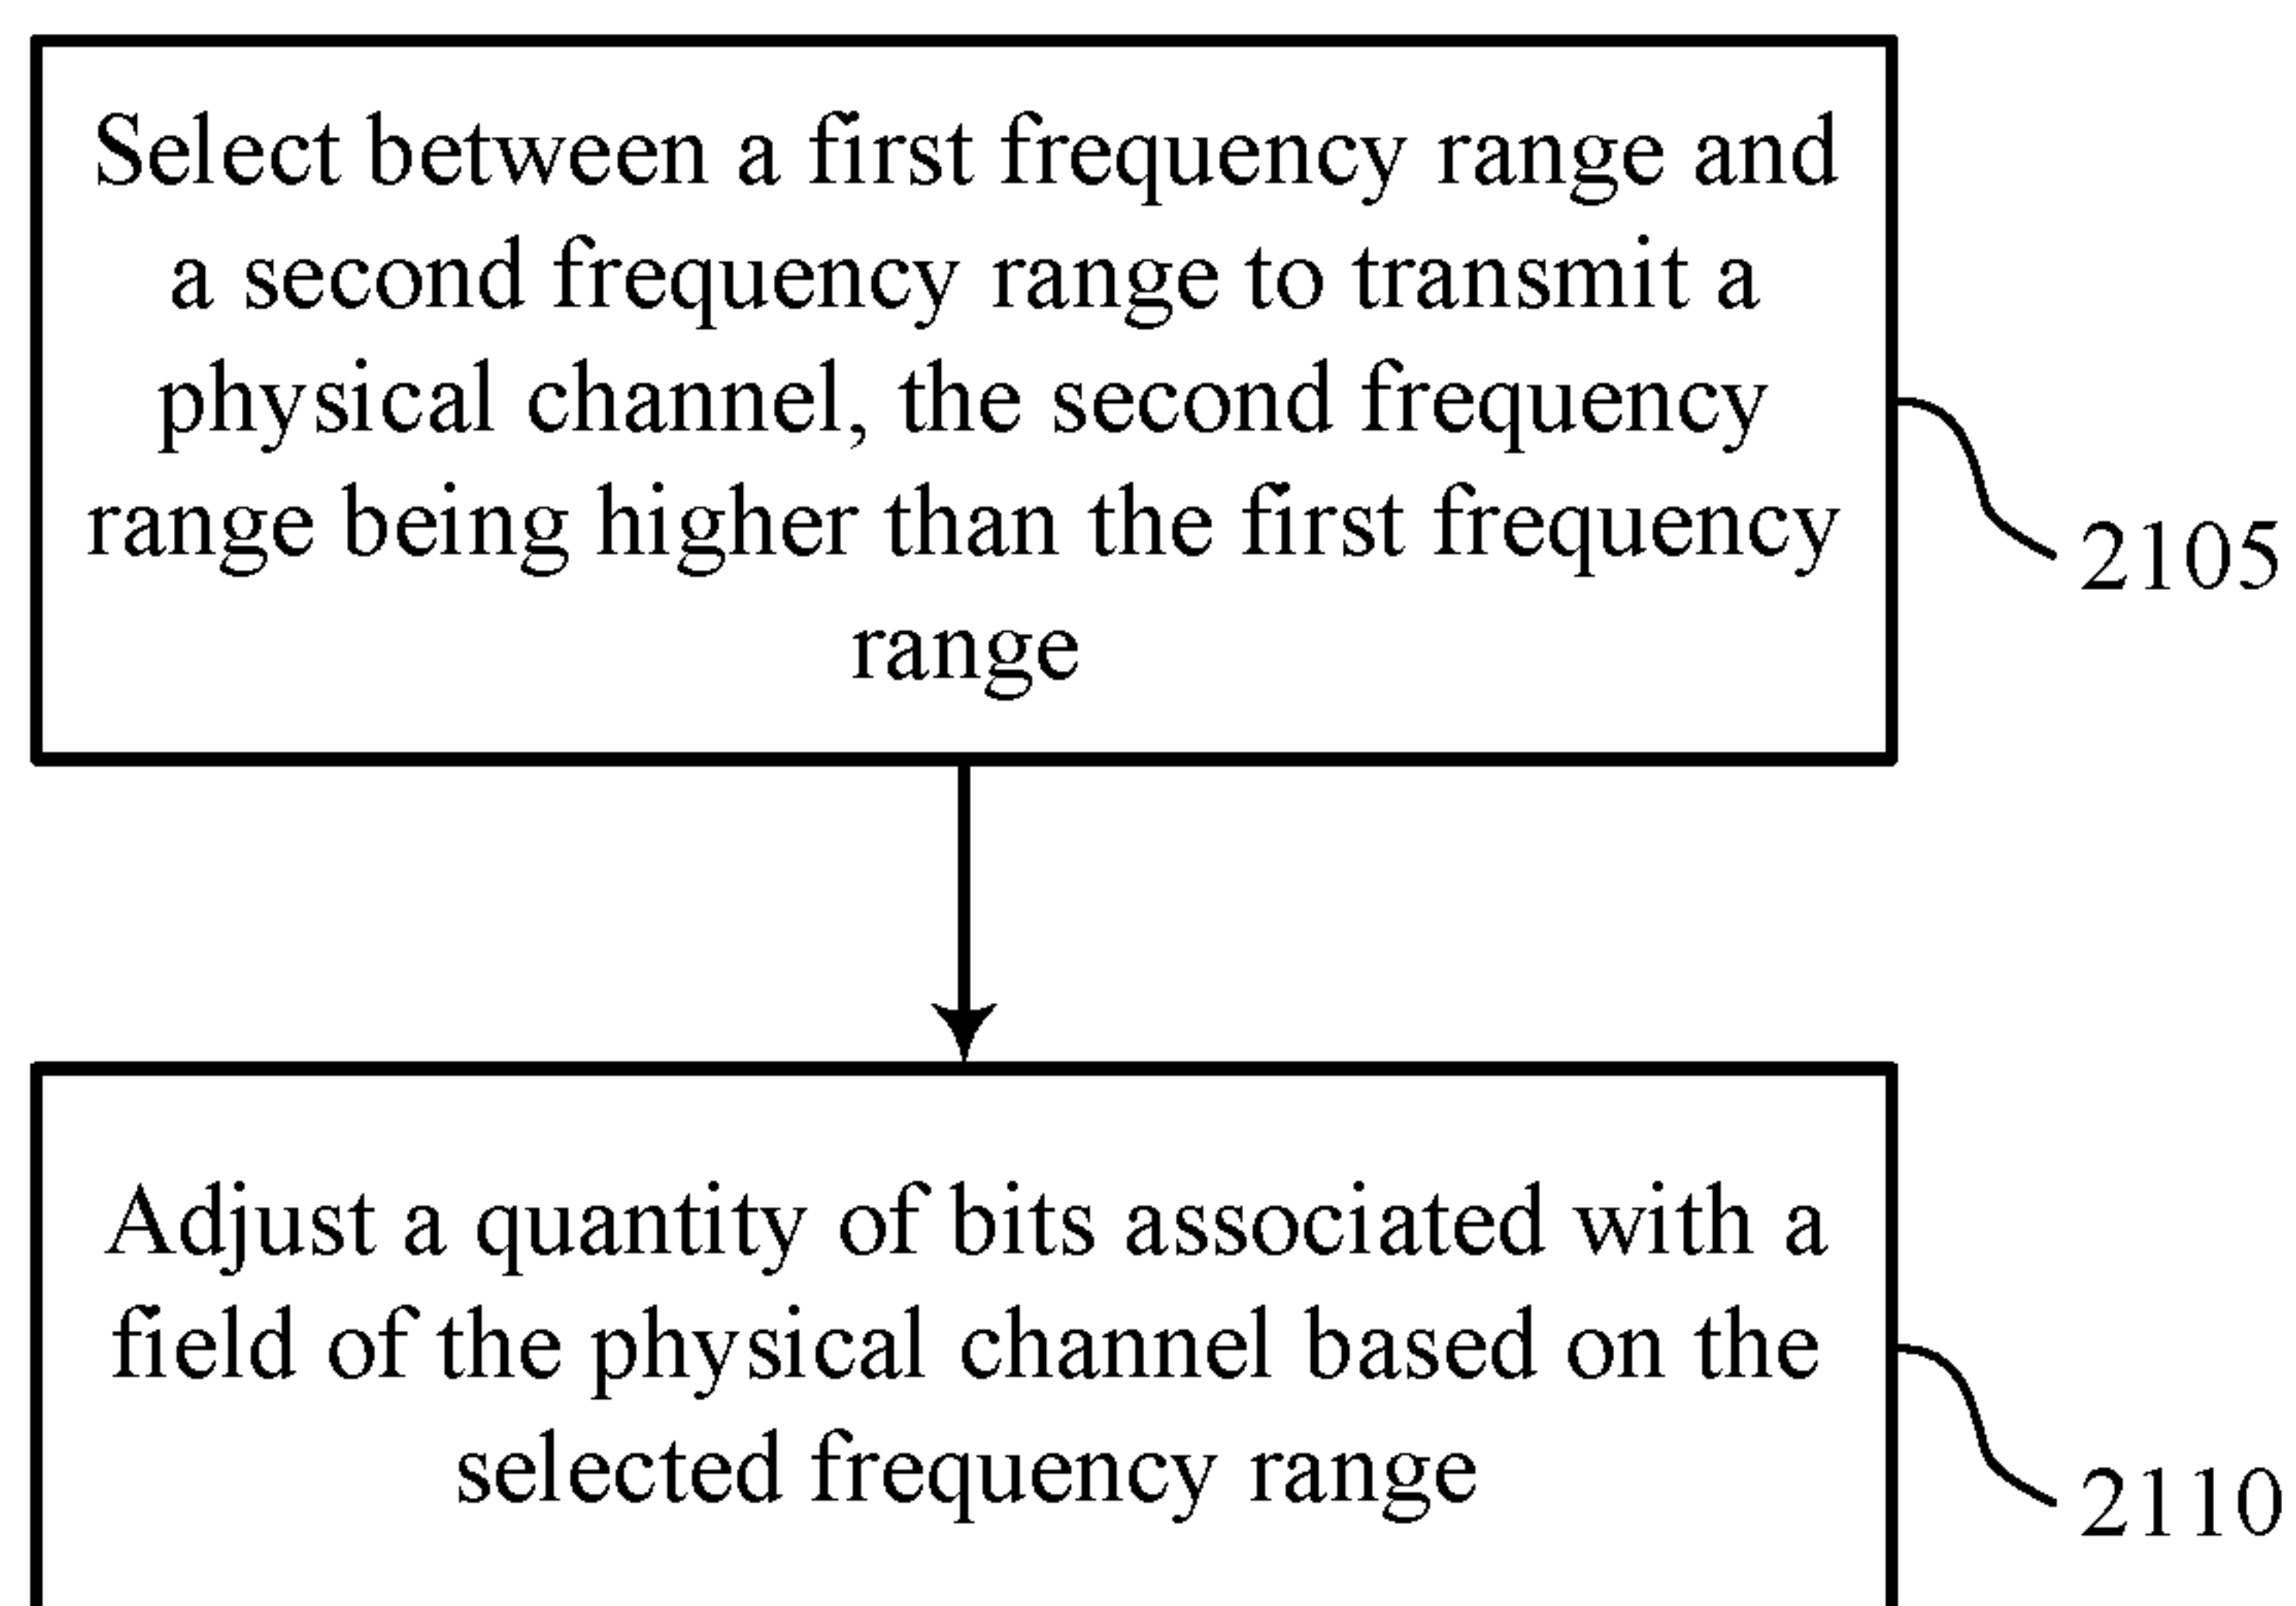 Select between a first frequency range and
a second frequency range to transmit a
physical channel, the second frequency
range being higher than the first frequency
range
2105
Adjust a quantity of bits associated with a
field of the physical channel based on the
selected frequency range
2110